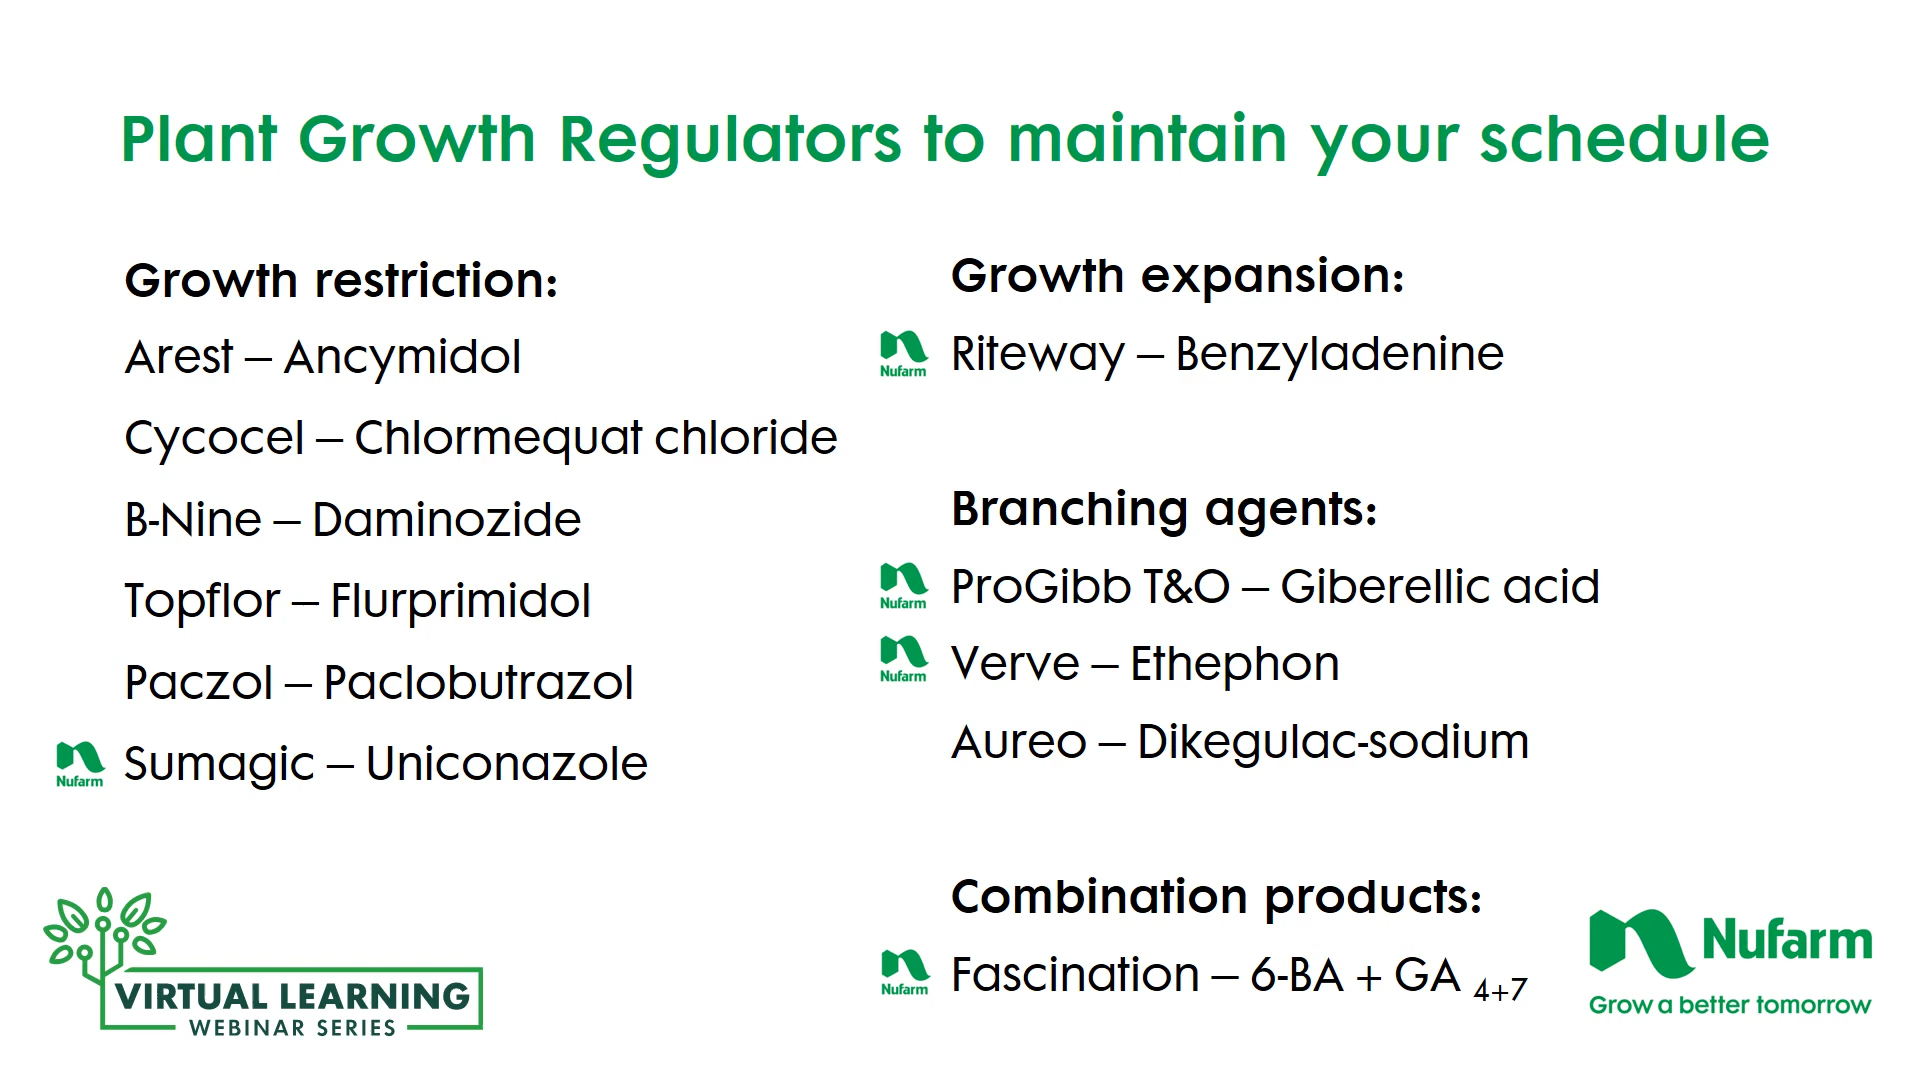 Plant Growth Regulators to maintain your schedule
Growth restriction:
Arest – Ancymidol
Cycocel – Chlormequat chloride
B-Nine – Daminozide
Topflor – Flurprimidol
Paczol – Paclobutrazol
Nufarm
Sumagic – Uniconazole
Growth expansion:
Nufarm
Riteway – Benzyladenine
Branching agents:
Nufarm
ProGibb T&O – Giberellic acid
Nufarm
Verve – Ethephon
Aureo – Dikegulac-sodium
Combination products:
Nufarm
Fascination – 6-BA + GA 4+7
VIRTUAL LEARNING
WEBINAR SERIES
Nufarm
Grow a better tomorrow